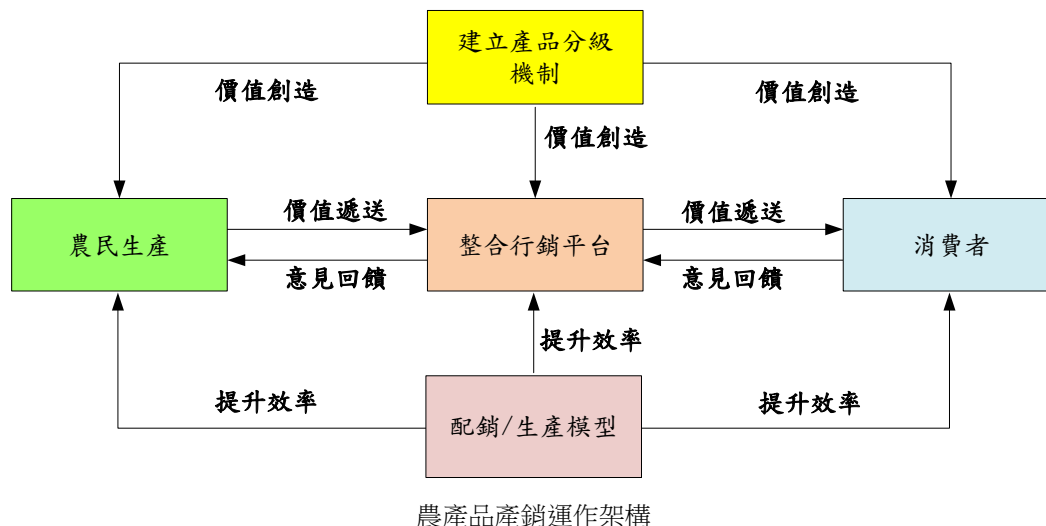 建立產品分級
機制
價值創造
價值創造
價值創造
農民生產
價值遞送
意見回饋
整合行銷平台
價值遞送
意見回饋
消費者
提升效率
提升效率
提升效率
配銷/生產模型
農產品產銷運作架構